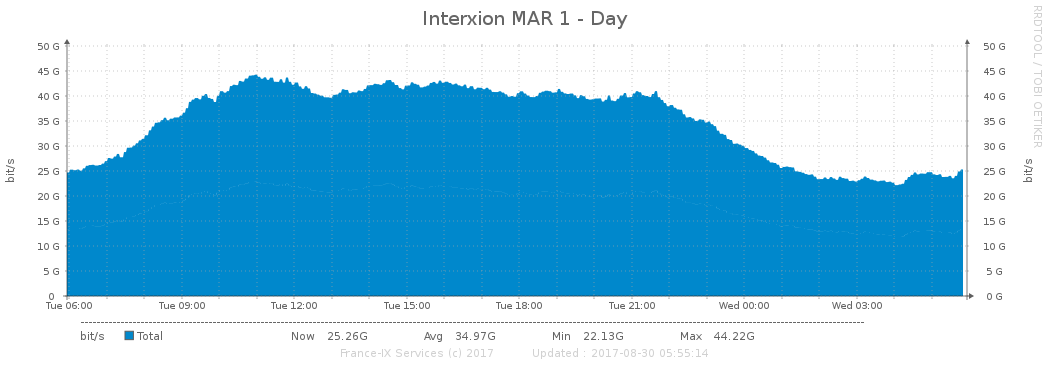 Interxion MAR 1 - Day
RRDTOOL / TOBI OETIKER
bit/s
50 G
45 G
40 G
35 G
30 G
25 G
20 G
15 G
10 G
5 G
0
50 G
45 G
40 G
35 G
30 G
25 G
20 G
15 G
10 G
5 G
0 G
bit/s
Tue 06:00 Tue 09:00 Tue 12:00 Tue 15:00 Tue 18:00 Tue 21:00 Wed 00:00 Wed 03:00
bit/s Total Now 25.26G Avg 34.97G Min 22.13G Max 44.22G
France-IX Services (c) 2017 Updated : 2017-08-30 05:55:14